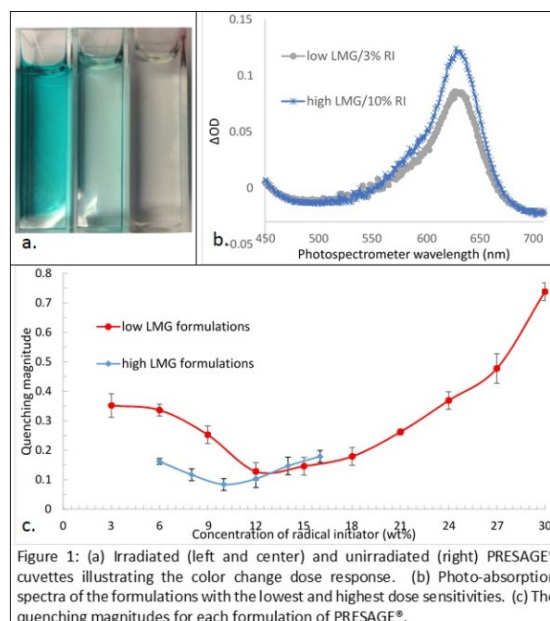 a.
ΔOD
0.15
0.1
0.05
0
-0.05
low LMG/3% RI
high LMG/10% RI
450 500 550 600 650 700
Photospectrometer wavelength (nm)
b.
Quenching magnitude
0.8
0.7
0.6
0.5
0.4
0.3
0.2
0.1
0
low LMG formulations
high LMG formulations
0 3 6 9 12 15 18 21 24 27 30
Concentration of radical initiator (wt%)
c.
Figure 1: (a) Irradiated (left and center) and unirradiated (right) PRESAGE®
cuvettes illustrating the color change dose response. (b) Photo-absorption
spectra of the formulations with the lowest and highest dose sensitivities. (c) The
quenching magnitudes for each formulation of PRESAGE®.